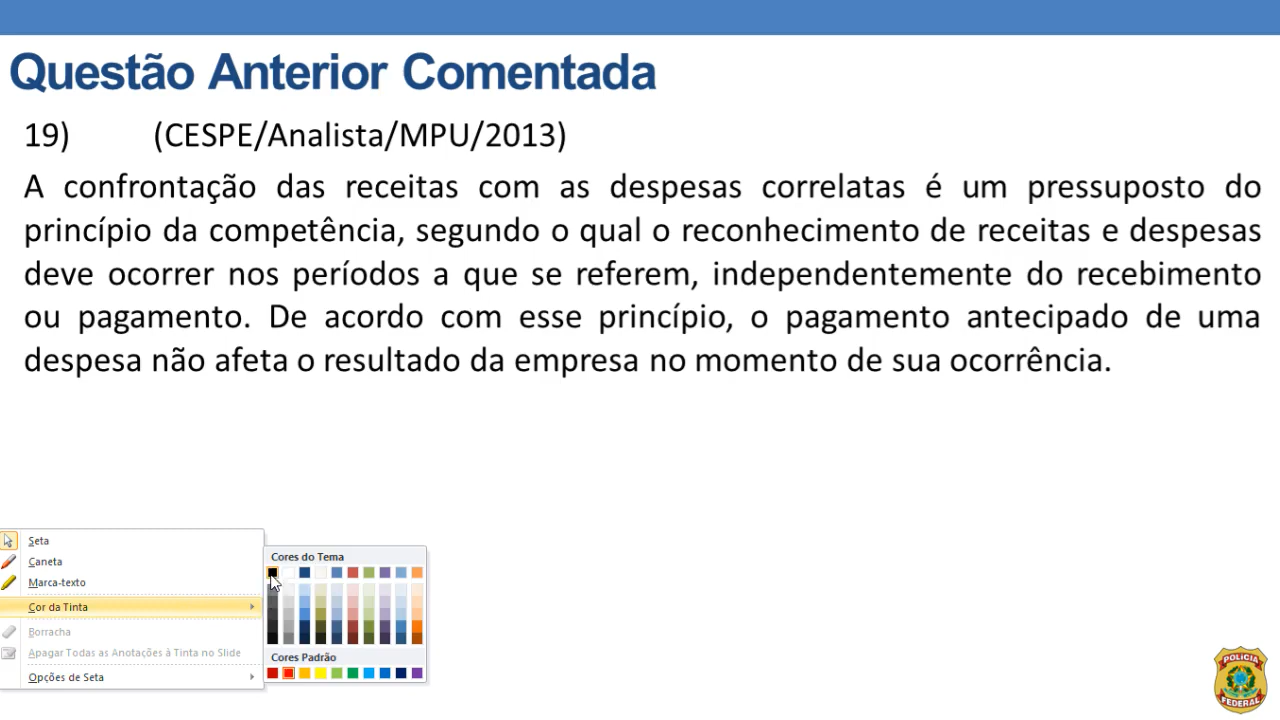 Questão Anterior Comentada
19) (CESPE/Analista/MPU/2013)
A confrontação das receitas com as despesas correlatas é um pressuposto do
princípio da competência, segundo o qual o reconhecimento de receitas e despesas
deve ocorrer nos períodos a que se referem, independentemente do recebimento
ou pagamento. De acordo com esse princípio, o pagamento antecipado de uma
despesa não afeta o resultado da empresa no momento de sua ocorrência.
Seta
Caneta
Marca-texto
Cor da Tinta
Borracha
Apagar Todas as Anotações à Tinta no Slide
Opções de Seta
Cores do Tema
Cores Padrão
POLÍCIA
FEDERAL